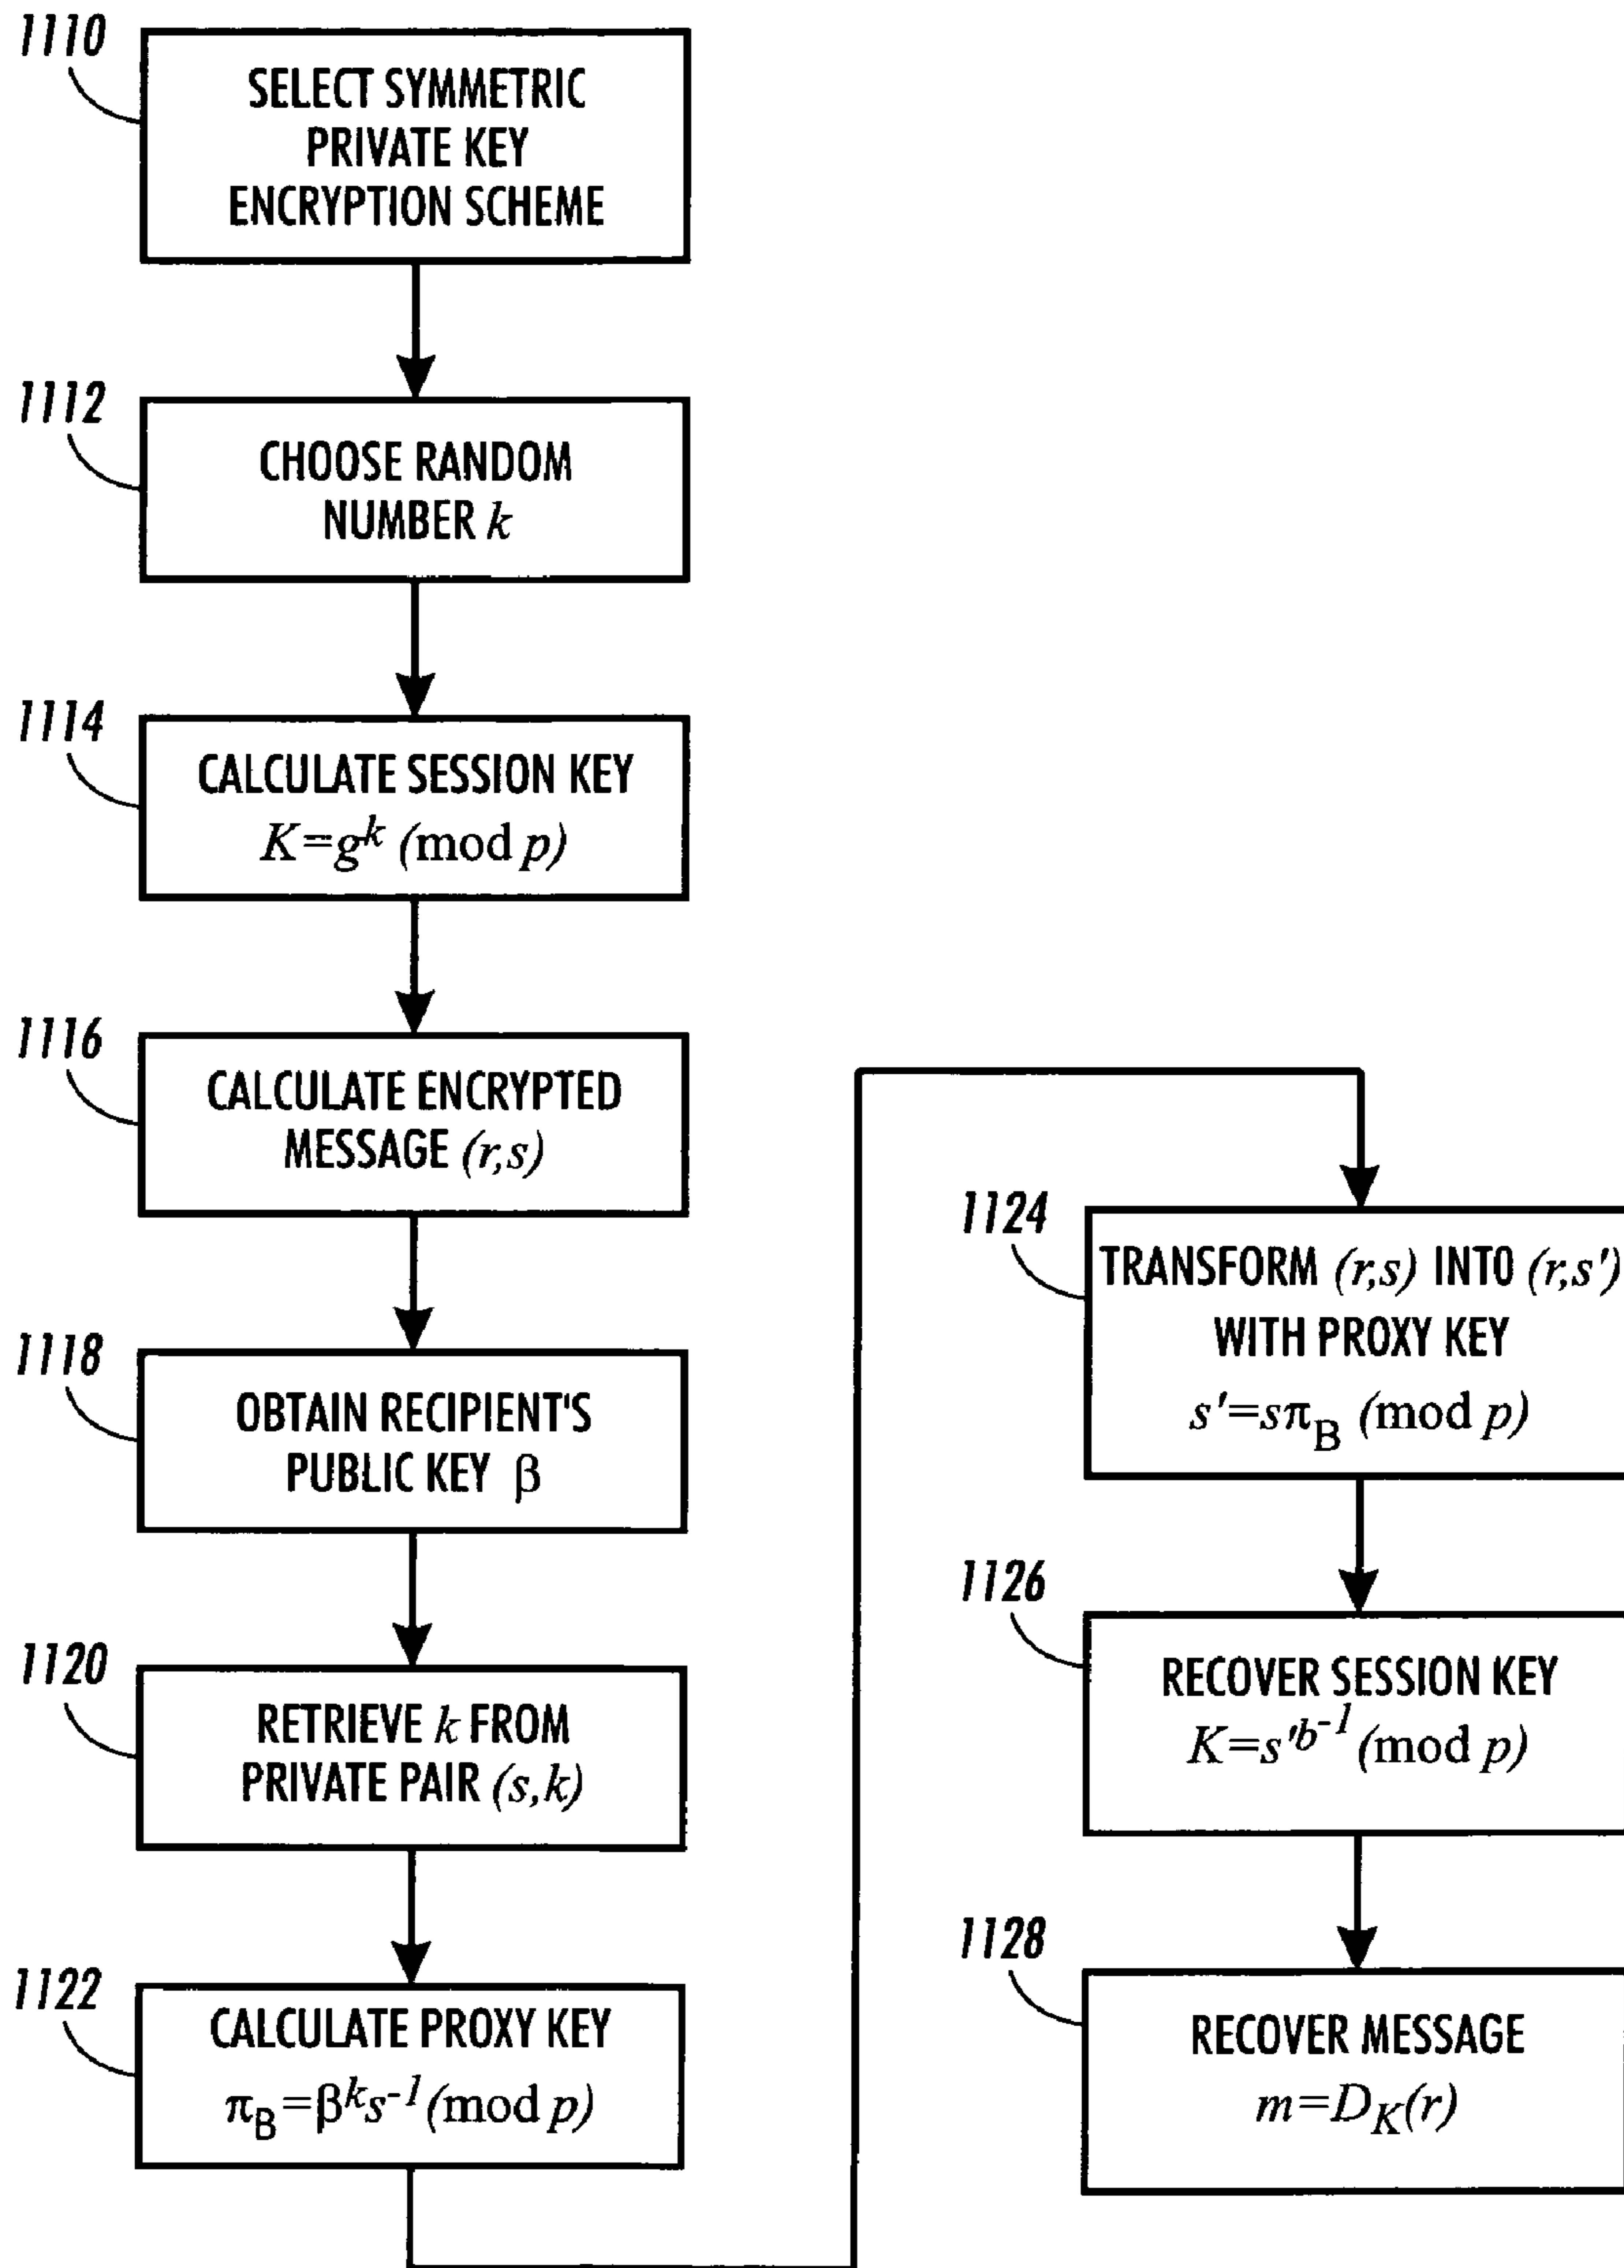 1110
SELECT SYMMETRIC
PRIVATE KEY
ENCRYPTION SCHEME
1112
CHOOSE RANDOM
NUMBER k
1114
CALCULATE SESSION KEY
K=g^k (mod p)
1116
CALCULATE ENCRYPTED
MESSAGE (r,s)
1118
OBTAIN RECIPIENT'S
PUBLIC KEY β
1120
RETRIEVE k FROM
PRIVATE PAIR (s,k)
1122
CALCULATE PROXY KEY
π_B=β^k s^-1 (mod p)
1124
TRANSFORM (r,s) INTO (r,s')
WITH PROXY KEY
s'=sπ_B (mod p)
1126
RECOVER SESSION KEY
K=s'^b^-1 (mod p)
1128
RECOVER MESSAGE
m=D_K(r)